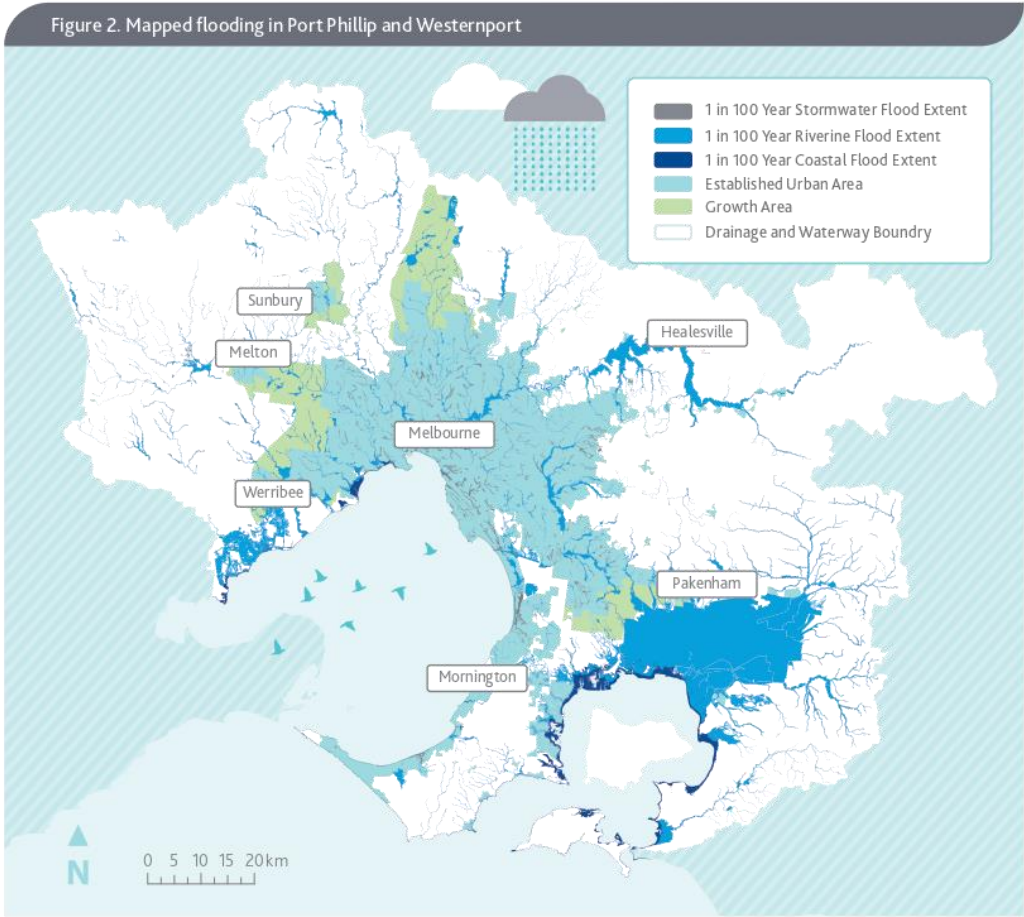 Figure 2. Mapped flooding in Port Phillip and Westernport
1 in 100 Year Stormwater Flood Extent
1 in 100 Year Riverine Flood Extent
1 in 100 Year Coastal Flood Extent
Established Urban Area
Growth Area
Drainage and Waterway Boundry
Sunbury
Healesville
Melton
Melbourne
Werribee
Pakenham
Mornington
N
0 5 10 15 20km